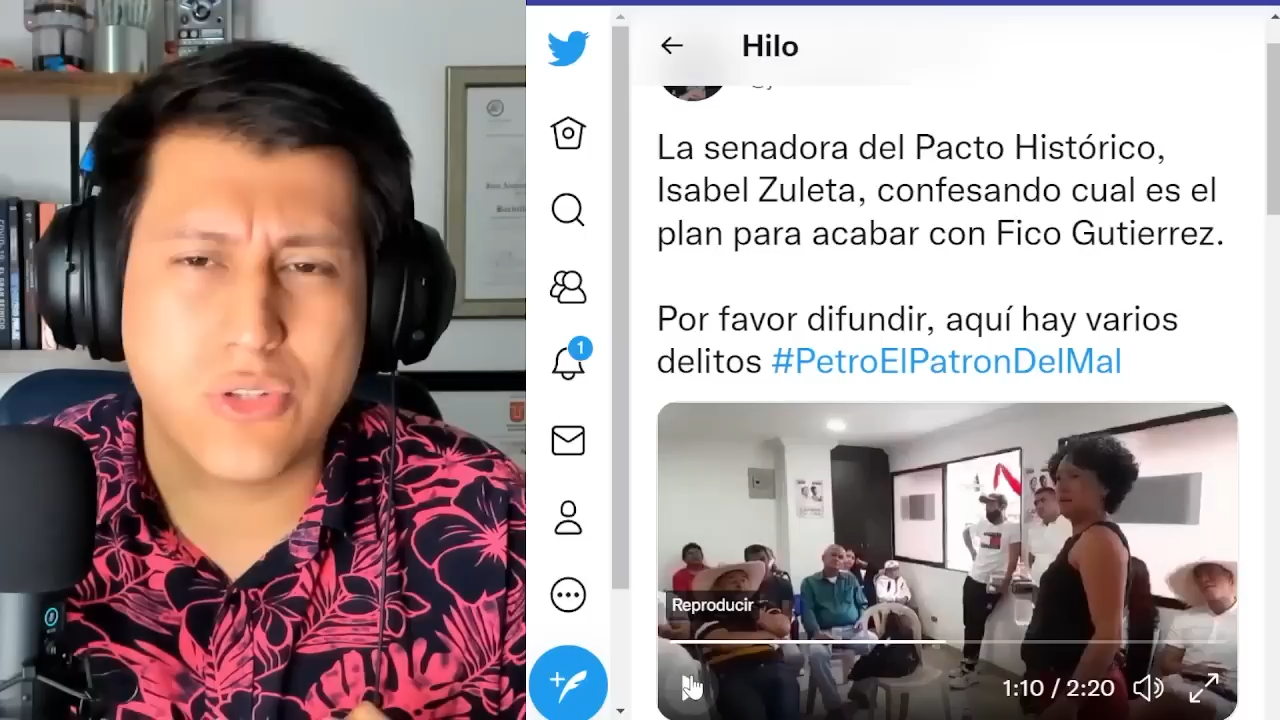 Hilo
La senadora del Pacto Histórico,
Isabel Zuleta, confesando cual es el
plan para acabar con Fico Gutierrez.
Por favor difundir, aquí hay varios
delitos #PetroElPatronDelMal
1
Reproducir
1:10 / 2:20